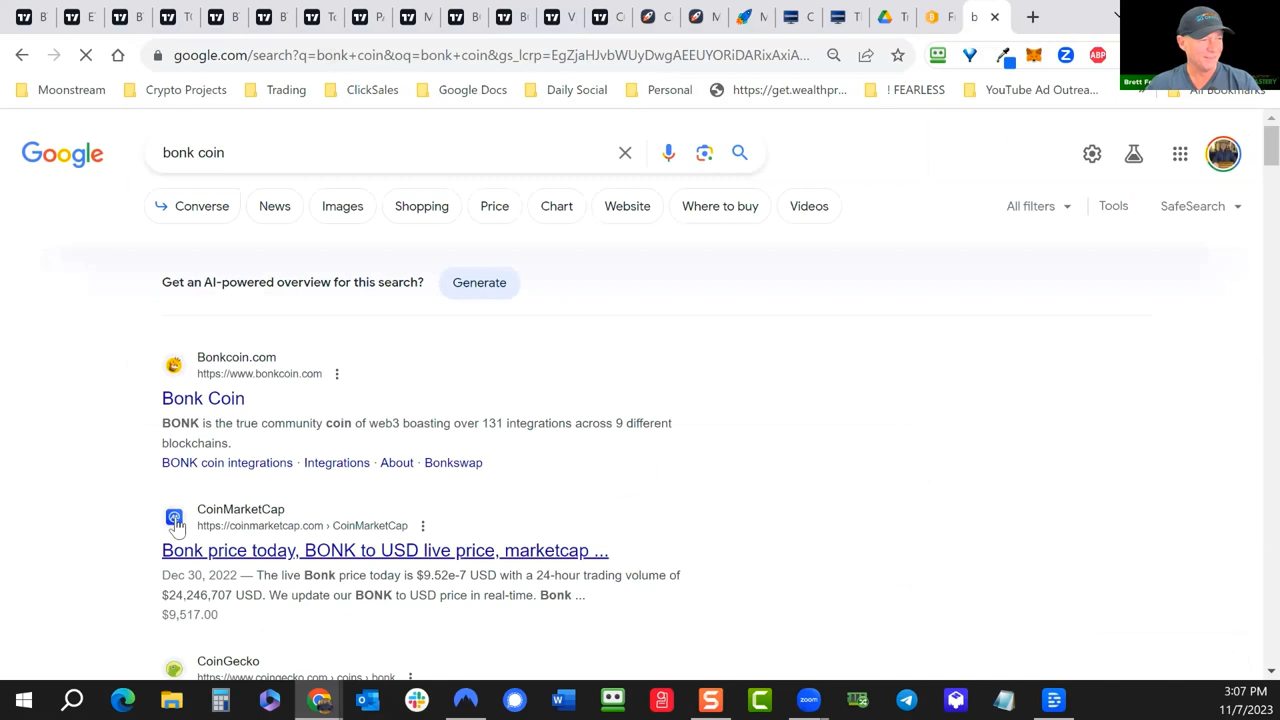 google.com/search?q=bonk+coin&oq=bonk+coin&gs_lcrp=EgZjaHJvbWUyDwgAEEUYORiDARixAxiA...
ABP
Moonstream
Crypto Projects
Trading
ClickSales
Google Docs
Daily Social
Personal
https://get.wealthpr...
! FEARLESS
YouTube Ad Outrea...
All Bookmarks
Google
bonk coin
Converse
News
Images
Shopping
Price
Chart
Website
Where to buy
Videos
All filters
Tools
SafeSearch
Get an AI-powered overview for this search?
Generate
Bonkcoin.com
https://www.bonkcoin.com
Bonk Coin
BONK is the true community coin of web3 boasting over 131 integrations across 9 different
blockchains.
BONK coin integrations · Integrations · About · Bonkswap
CoinMarketCap
https://coinmarketcap.com › CoinMarketCap
Bonk price today, BONK to USD live price, marketcap ...
Dec 30, 2022 — The live Bonk price today is $9.52e-7 USD with a 24-hour trading volume of
$24,246,707 USD. We update our BONK to USD price in real-time. Bonk ...
$9,517.00
CoinGecko
https://www.coingecko.com › coins › bonk
3:07 PM
11/7/2023